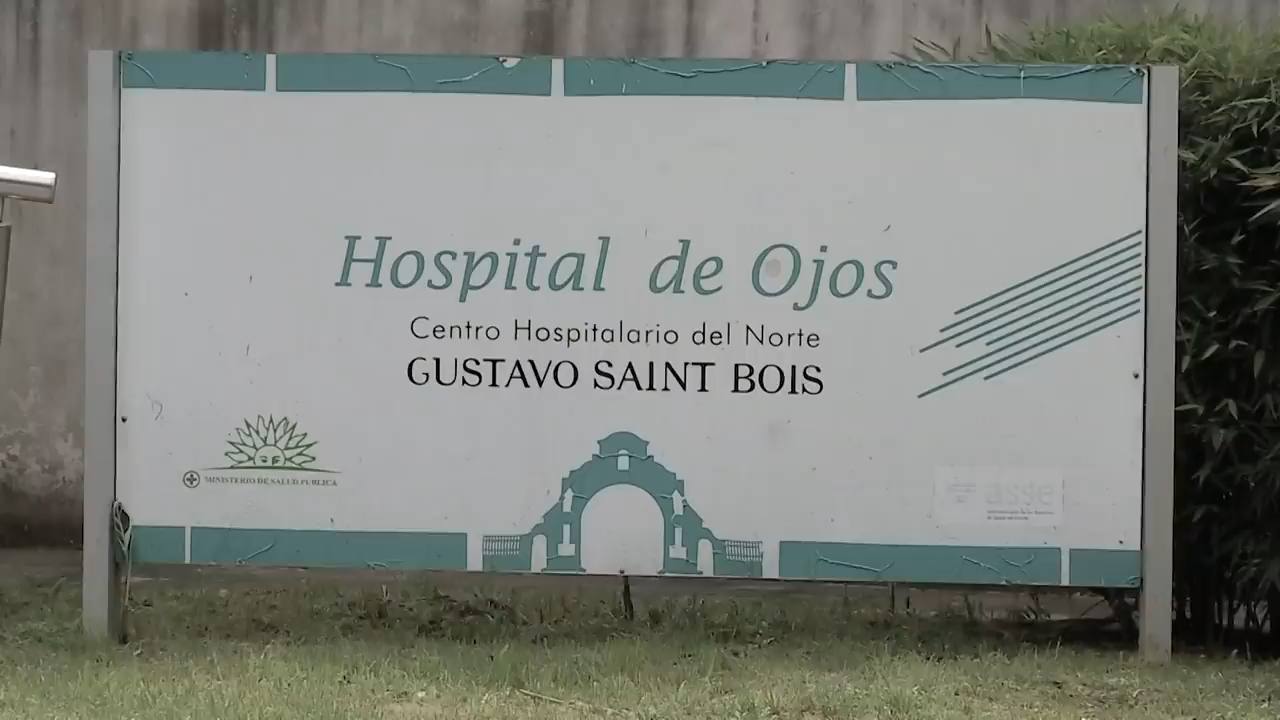 Hospital de Ojos
Centro Hospitalario del Norte
GUSTAVO SAINT BOIS
MINISTERIO DE SALUD PUBLICA
asse